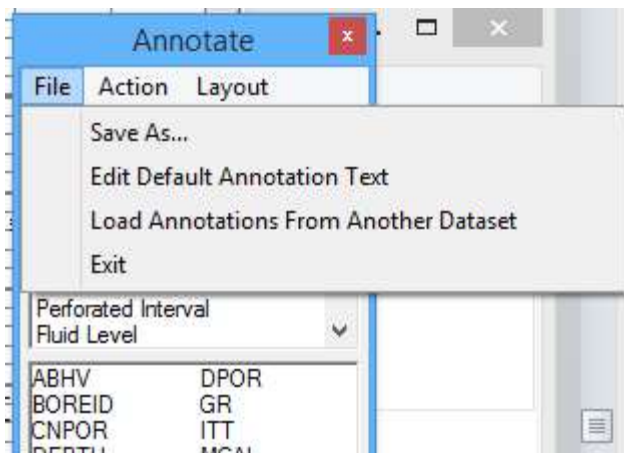 Annotate
File Action Layout
Save As...
Edit Default Annotation Text
Load Annotations From Another Dataset
Exit
Perforated Interval
Fluid Level
ABHV DPOR
BOREID GR
CNPOR ITT